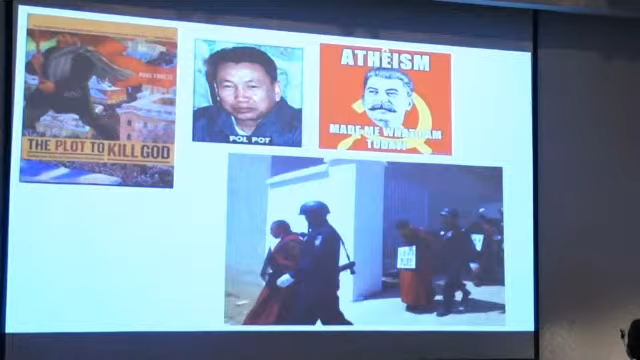 THE PLOT TO KILL GOD
POL POT
ATHEISM
MADE ME WHAT I AM
TODAY!